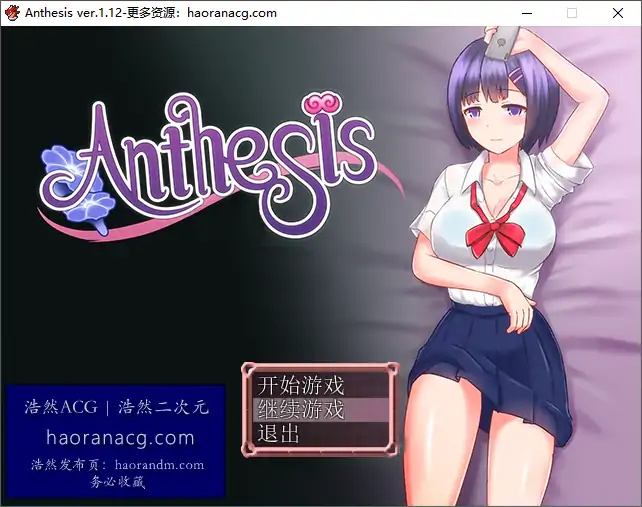 Anthesis ver.1.12-更多资源：haoranacg.com
Anthesis
开始游戏
继续游戏
退出
浩然ACG | 浩然二次元
haoranacg.com
浩然发布页：haorandm.com
务必收藏